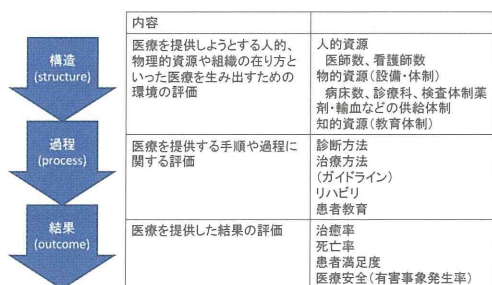 内容
構造
(structure)
医療を提供しようとする人的、
物理的資源や組織の在り方と
いった医療を生み出すための
環境の評価
人的資源
医師数、看護師数
物的資源(設備・体制)
病床数、診療科、検査体制薬
剤・輸血などの供給体制
知的資源(教育体制)
過程
(process)
医療を提供する手順や過程に
関する評価
診断方法
治療方法
(ガイドライン)
リハビリ
患者教育
結果
(outcome)
医療を提供した結果の評価
治癒率
死亡率
患者満足度
医療安全(有害事象発生率)